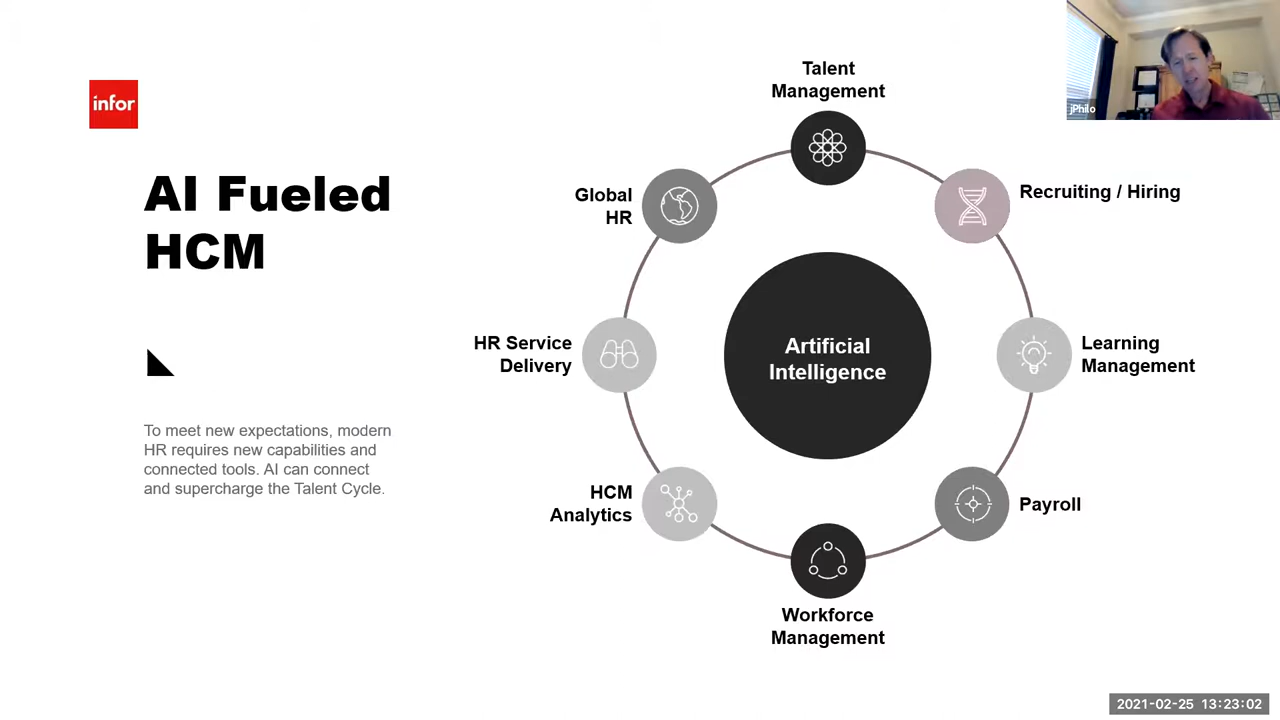 infor
AI Fueled
HCM
To meet new expectations, modern
HR requires new capabilities and
connected tools. AI can connect
and supercharge the Talent Cycle.
Talent
Management
Global
HR
Recruiting / Hiring
HR Service
Delivery
Artificial
Intelligence
Learning
Management
HCM
Analytics
Payroll
Workforce
Management
jPhilo
2021-02-25 13:23:02